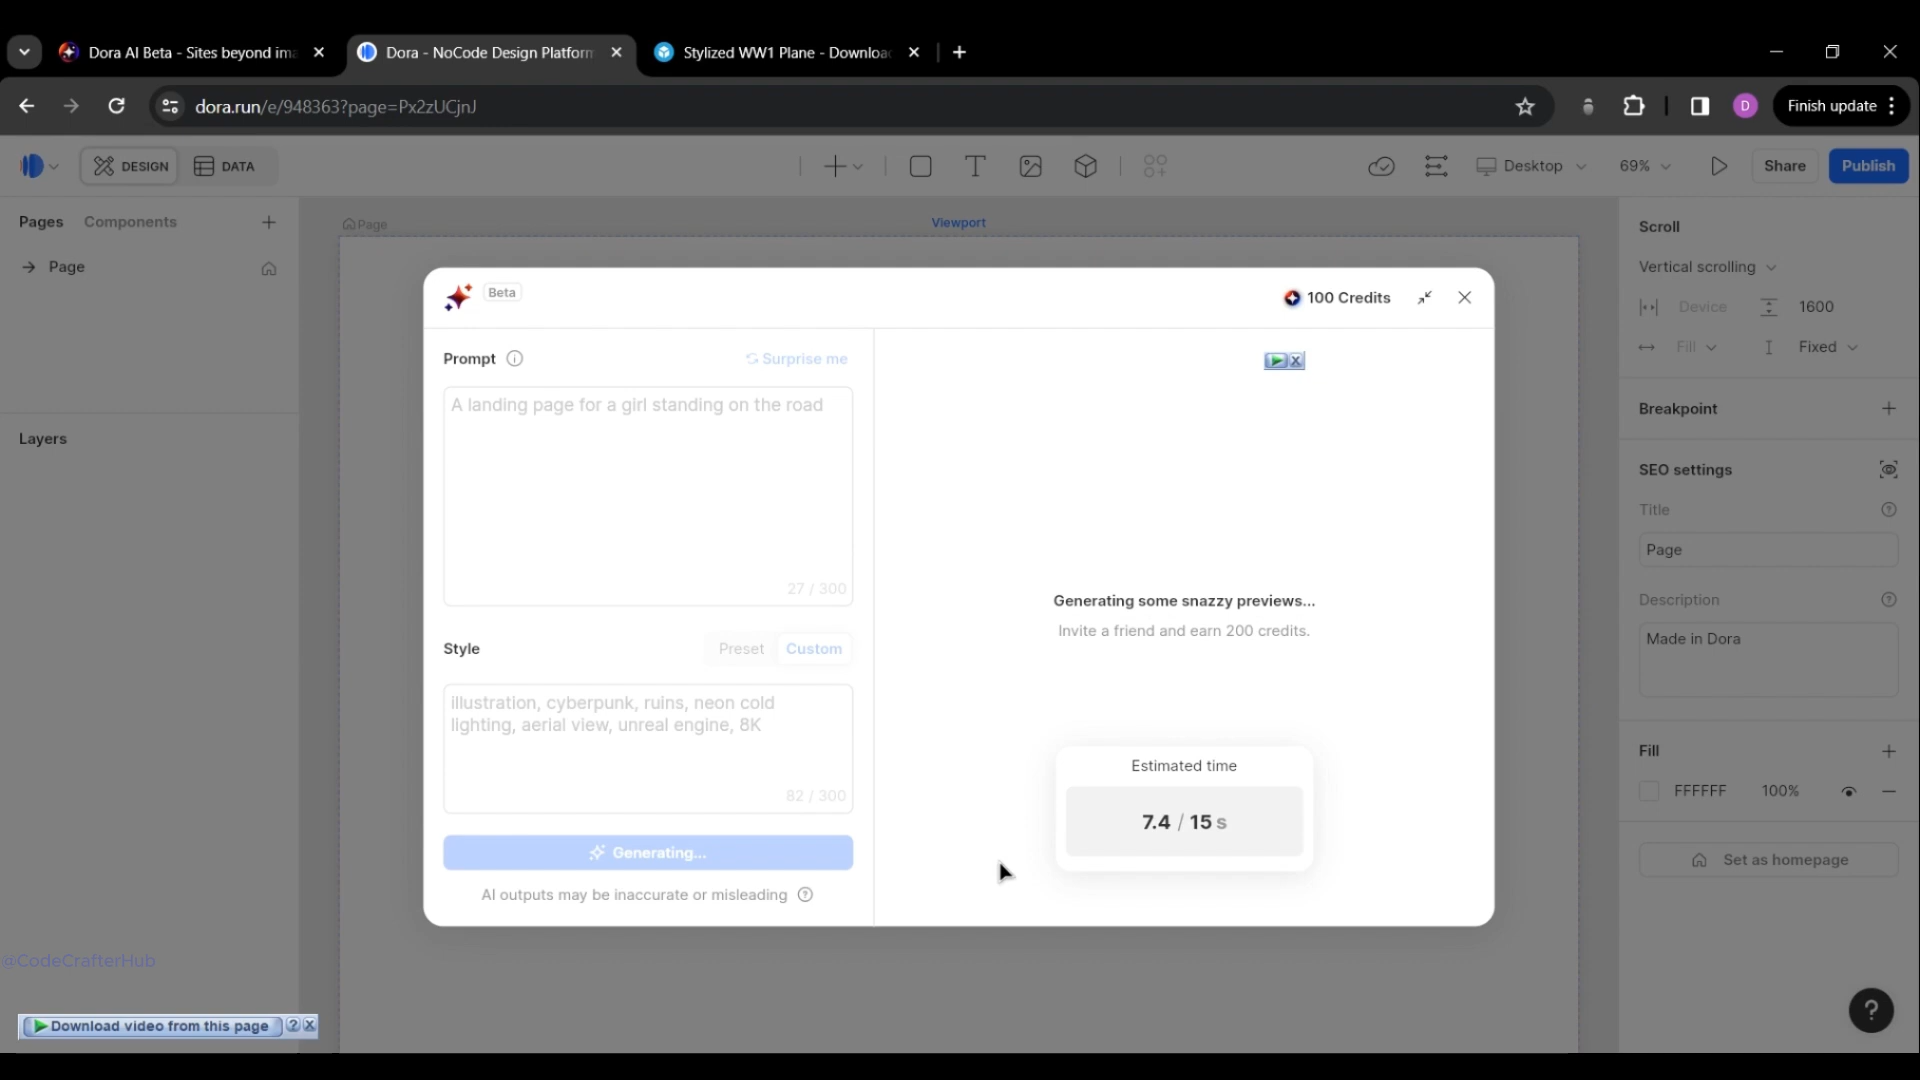 Dora AI Beta - Sites beyond ima
Dora - NoCode Design Platform
Stylized WW1 Plane - Downloa
dora.run/e/948363?page=Px2zUCjnJ
D
Finish update
DESIGN
DATA
Desktop
69%
Share
Publish
Pages
Components
Page
Layers
Page
Viewport
Beta
100 Credits
Prompt
Surprise me
A landing page for a girl standing on the road
27 / 300
Style
Preset
Custom
illustration, cyberpunk, ruins, neon cold
lighting, aerial view, unreal engine, 8K
82 / 300
Generating...
AI outputs may be inaccurate or misleading
Generating some snazzy previews...
Invite a friend and earn 200 credits.
Estimated time
7.4 / 15 s
Scroll
Vertical scrolling
Device
1600
Fill
Fixed
Breakpoint
SEO settings
Title
Page
Description
Made in Dora
Fill
FFFFFF
100%
Set as homepage
@CodeCrafterHub
Download video from this page